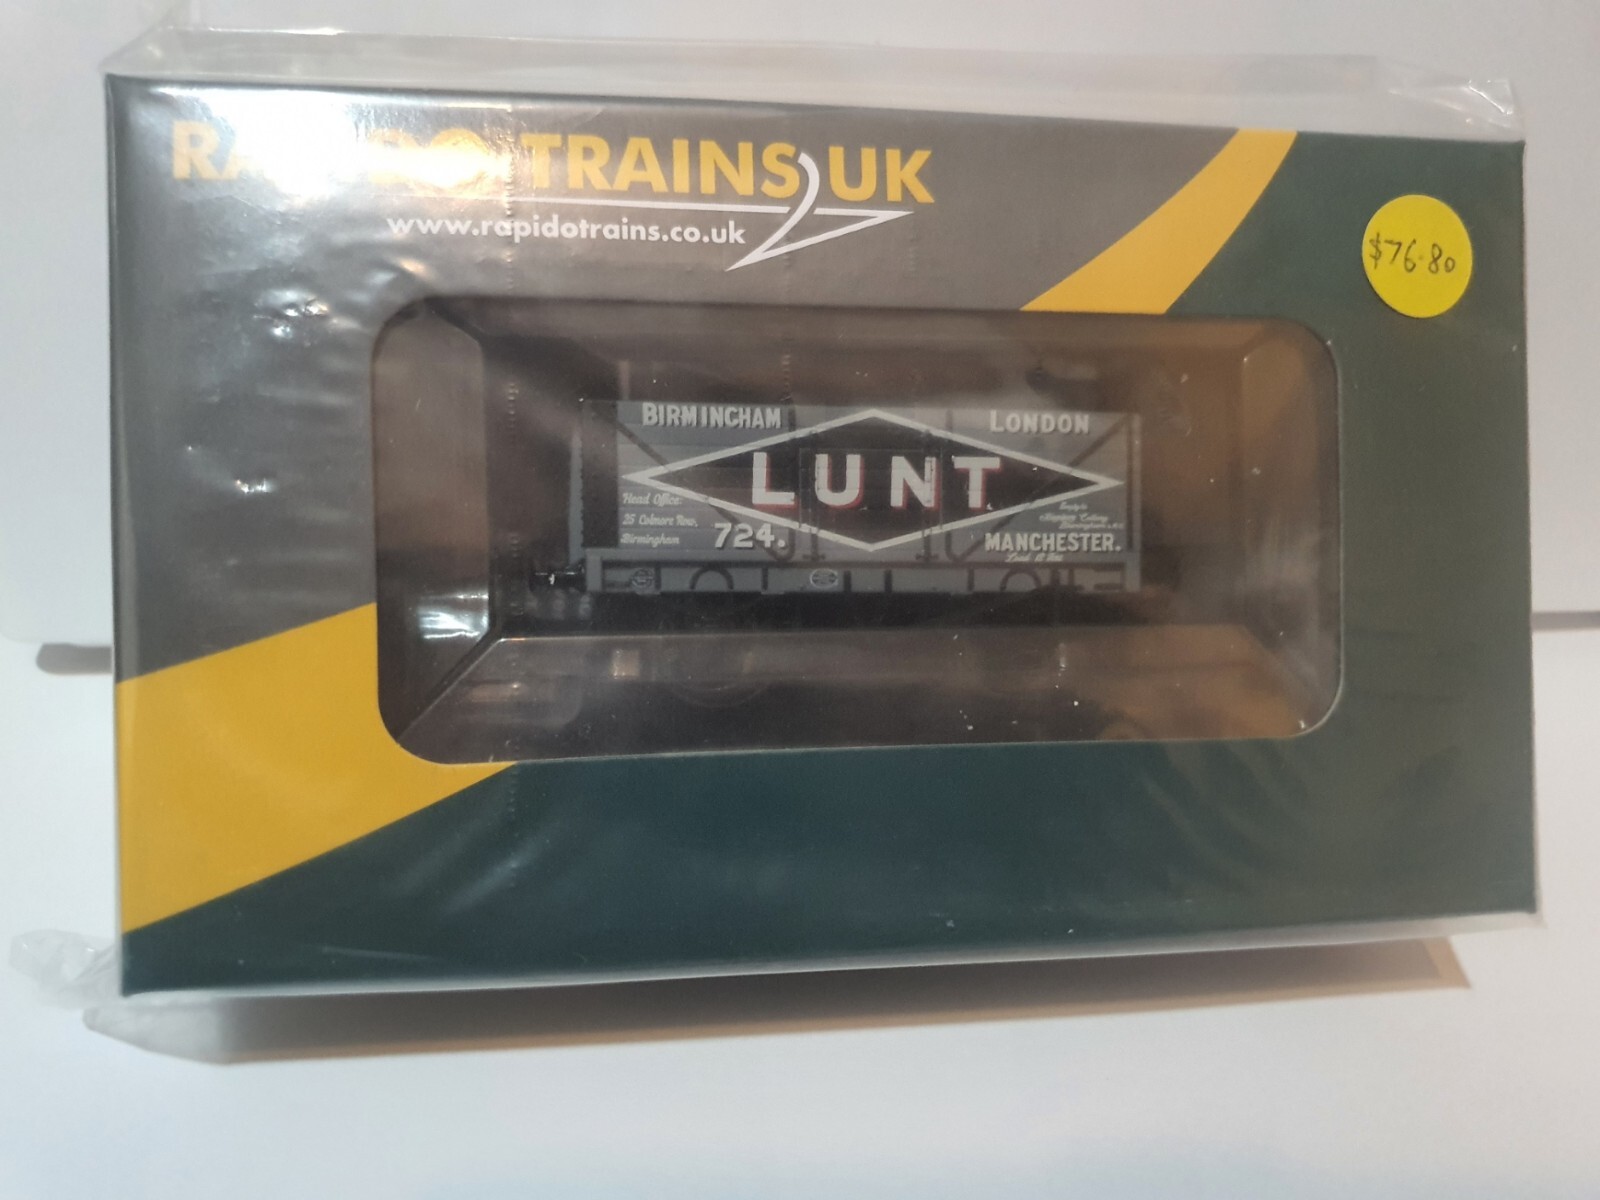 RAPIDO TRAINS UK
www.rapidotrains.co.uk
$76.80
BIRMINGHAM
LONDON
LUNT
Head Office:
25 Colmore Row,
Birmingham
724.
MANCHESTER.